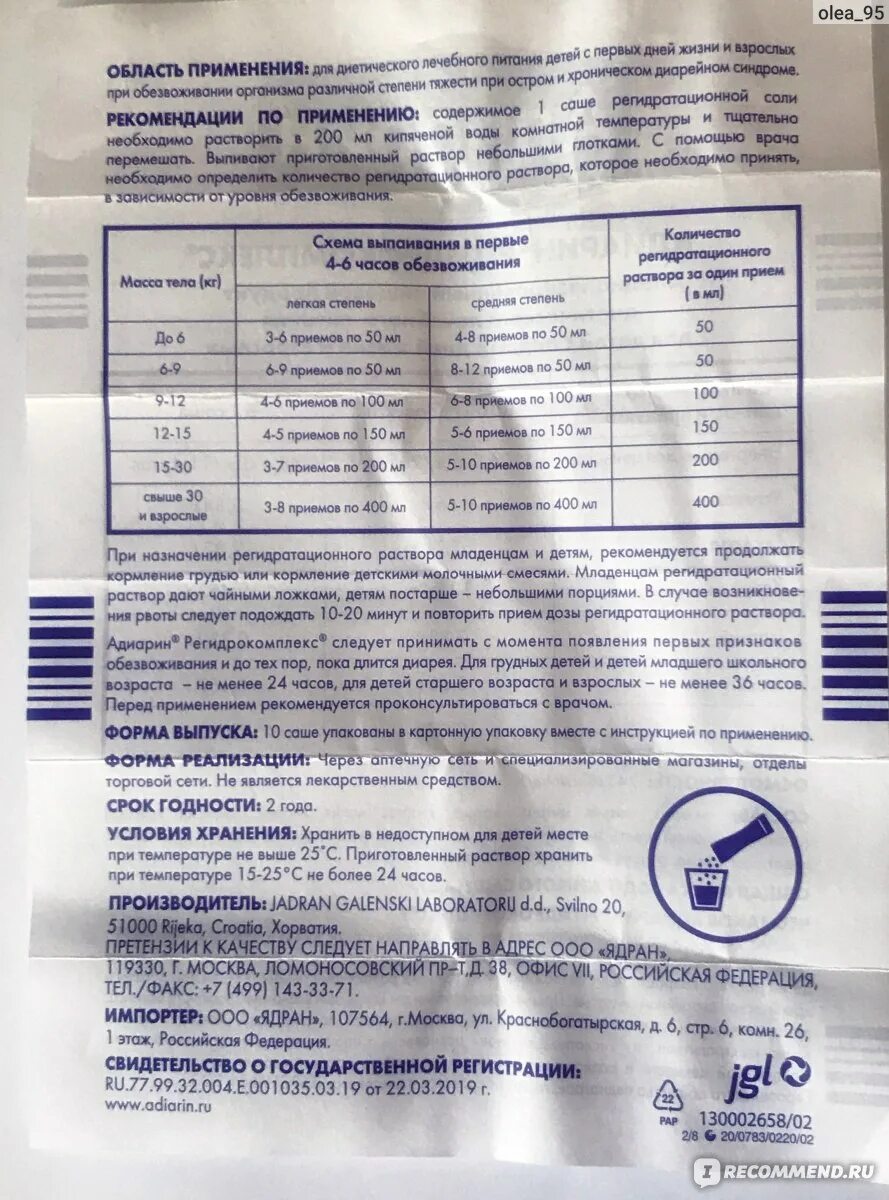 olea_95
ОБЛАСТЬ ПРИМЕНЕНИЯ: для диетического лечебного питания детей с первых дней жизни и взрослых
при обезвоживании организма различной степени тяжести при остром и хроническом диарейном синдроме.
РЕКОМЕНДАЦИИ ПО ПРИМЕНЕНИЮ: содержимое 1 саше регидратационной соли
необходимо растворить в 200 мл кипяченой воды комнатной температуры и тщательно
перемешать. Выпивают приготовленный раствор небольшими глотками. С помощью врача
необходимо определить количество регидратационного раствора, которое необходимо принять,
в зависимости от уровня обезвоживания.
Масса тела (кг)
Схема выпаивания в первые
4-6 часов обезвоживания
Количество
регидратационного
раствора за один прием
( в мл)
легкая степень
средняя степень
До 6 3-6 приемов по 50 мл 4-8 приемов по 50 мл 50
6-9 6-9 приемов по 50 мл 8-12 приемов по 50 мл 50
9-12 4-6 приемов по 100 мл 6-8 приемов по 100 мл 100
12-15 4-5 приемов по 150 мл 5-6 приемов по 150 мл 150
15-30 3-7 приемов по 200 мл 5-10 приемов по 200 мл 200
свыше 30
и взрослые 3-8 приемов по 400 мл 5-10 приемов по 400 мл 400
При назначении регидратационного раствора младенцам и детям, рекомендуется продолжать
кормление грудью или кормление детскими молочными смесями. Младенцам регидратационный
раствор дают чайными ложками, детям постарше – небольшими порциями. В случае возникнове-
ния рвоты следует подождать 10-20 минут и повторить прием дозы регидратационного раствора.
Адиарин® Регидрокомплекс® следует принимать с момента появления первых признаков
обезвоживания и до тех пор, пока длится диарея. Для грудных детей и детей младшего школьного
возраста – не менее 24 часов, для детей старшего возраста и взрослых – не менее 36 часов.
Перед применением рекомендуется проконсультироваться с врачом.
ФОРМА ВЫПУСКА: 10 саше упакованы в картонную упаковку вместе с инструкцией по применению.
ФОРМА РЕАЛИЗАЦИИ: Через аптечную сеть и специализированные магазины, отделы
торговой сети. Не является лекарственным средством.
СРОК ГОДНОСТИ: 2 года.
УСЛОВИЯ ХРАНЕНИЯ: Хранить в недоступном для детей месте
при температуре не выше 25˚С. Приготовленный раствор хранить
при температуре 15-25°С не более 24 часов.
ПРОИЗВОДИТЕЛЬ: JADRAN GALENSKI LABORATORIJ d.d., Svilno 20,
51000 Rijeka, Croatia, Хорватия.
ПРЕТЕНЗИИ К КАЧЕСТВУ СЛЕДУЕТ НАПРАВЛЯТЬ В АДРЕС ООО «ЯДРАН»,
119330, Г. МОСКВА, ЛОМОНОСОВСКИЙ ПР–Т,Д. 38, ОФИС VII, РОССИЙСКАЯ ФЕДЕРАЦИЯ,
ТЕЛ./ФАКС: +7 (499) 143-33-71.
ИМПОРТЕР: ООО «ЯДРАН», 107564, г.Москва, ул. Краснобогатырская, д. 6, стр. 6, комн. 26,
1 этаж, Российская Федерация.
СВИДЕТЕЛЬСТВО О ГОСУДАРСТВЕННОЙ РЕГИСТРАЦИИ:
RU.77.99.32.004.E.001035.03.19 от 22.03.2019 г.
www.adiarin.ru
jgl
22
PAP
130002658/02
2/8 20/0783/0220/02
IRECOMMEND.RU